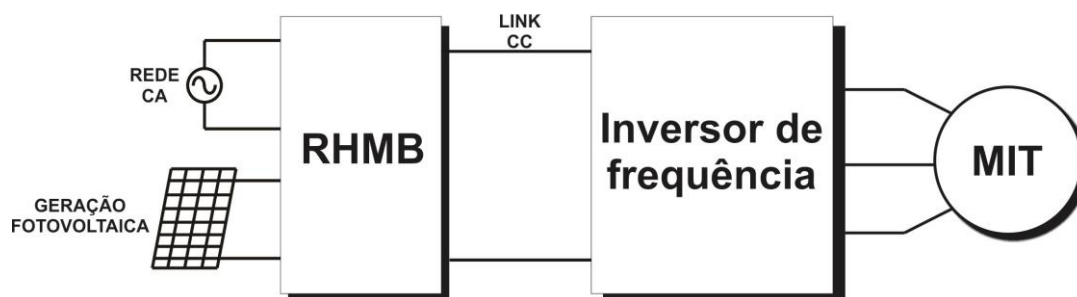 REDE
CA
GERAÇÃO
FOTOVOLTAICA
RHMB
LINK
CC
Inversor de
frequência
MIT